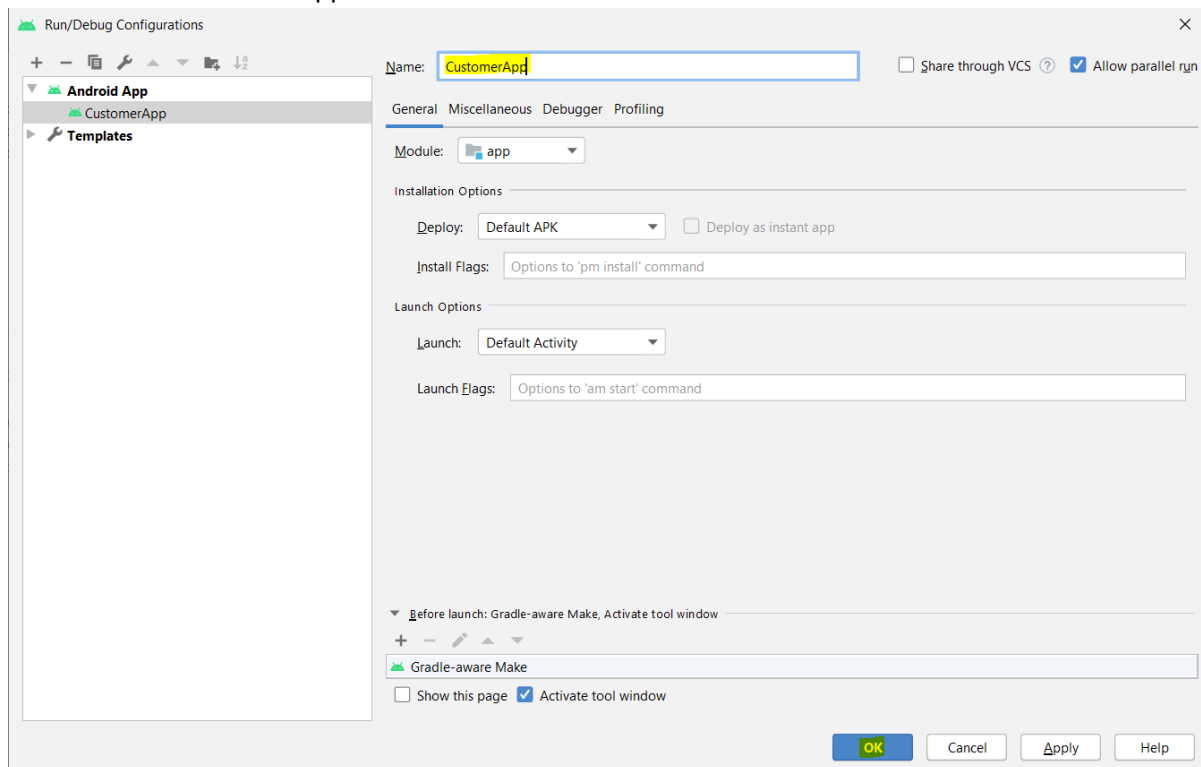 Run/Debug Configurations
Name: CustomerApp
Share through VCS
Allow parallel run
Android App
CustomerApp
Templates
General Miscellaneous Debugger Profiling
Module: app
Installation Options
Deploy: Default APK
Deploy as instant app
Install Flags: Options to 'pm install' command
Launch Options
Launch: Default Activity
Launch Flags: Options to 'am start' command
Before launch: Gradle-aware Make, Activate tool window
Gradle-aware Make
Show this page Activate tool window
OK Cancel Apply Help